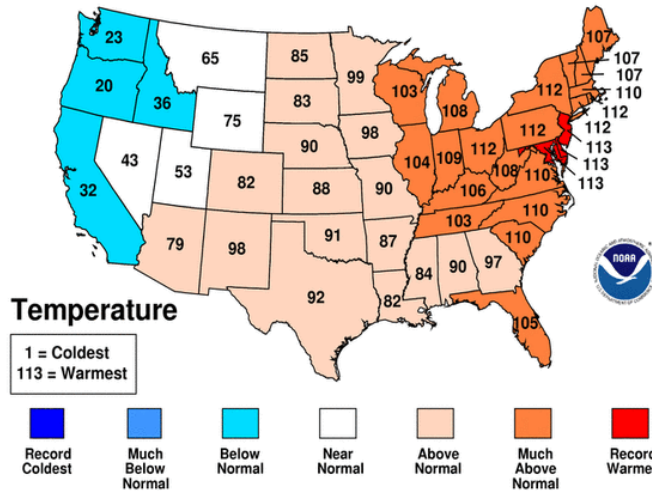 23
65
85
99
107
107
107
110
112
112
113
113
113
20
36
83
103
108
112
112
75
90
98
104
109
112
108
110
43
53
82
88
90
106
103
110
32
79
98
91
87
110
84
90
97
92
82
105
NOAA
Temperature
1 = Coldest
113 = Warmest
Record
Coldest
Much
Below
Normal
Below
Normal
Near
Normal
Above
Normal
Much
Above
Normal
Record